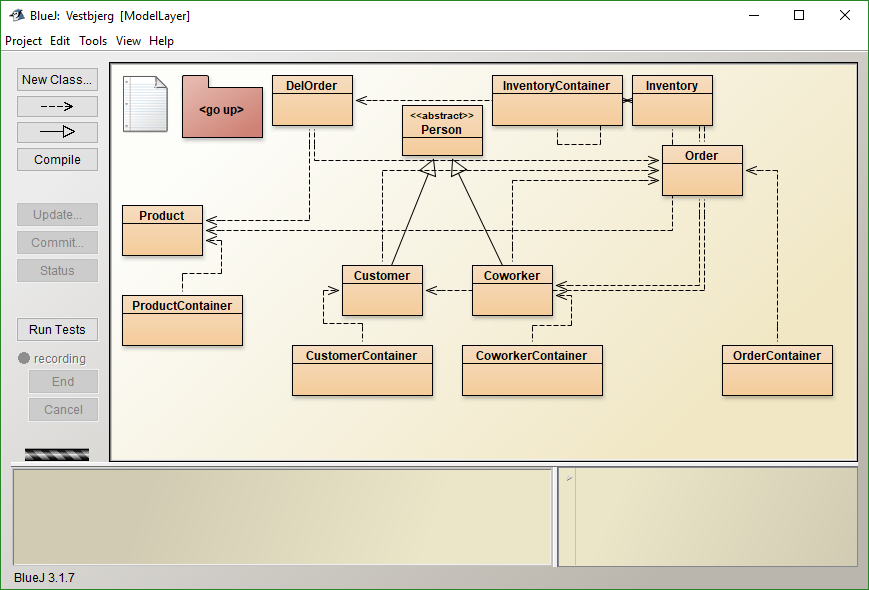 BlueJ: Vestbjerg [ModelLayer]
Project Edit Tools View Help
New Class...
Compile
Update...
Commit...
Status
Run Tests
recording
End
Cancel
<go up>
DelOrder
<<abstract>>
Person
InventoryContainer
Inventory
Order
Product
ProductContainer
Customer
Coworker
CustomerContainer
CoworkerContainer
OrderContainer
BlueJ 3.1.7